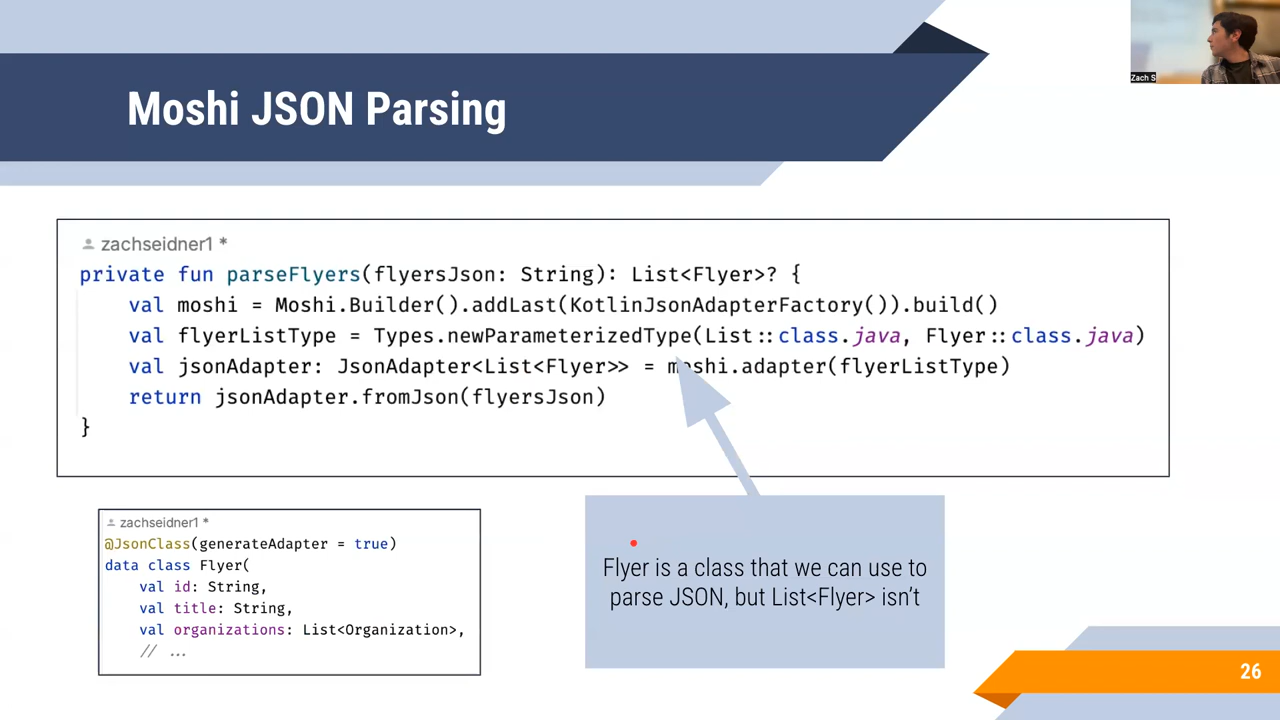 Zach S
Moshi JSON Parsing
zachseidner1 *
private fun parseFlyers(flyersJson: String): List<Flyer>? {
val moshi = Moshi.Builder().addLast(KotlinJsonAdapterFactory()).build()
val flyerListType = Types.newParameterizedType(List::class.java, Flyer::class.java)
val jsonAdapter: JsonAdapter<List<Flyer>> = moshi.adapter(flyerListType)
return jsonAdapter.fromJson(flyersJson)
}
zachseidner1 *
@JsonClass(generateAdapter = true)
data class Flyer(
val id: String,
val title: String,
val organizations: List<Organization>,
// ...
Flyer is a class that we can use to
parse JSON, but List<Flyer> isn't
26